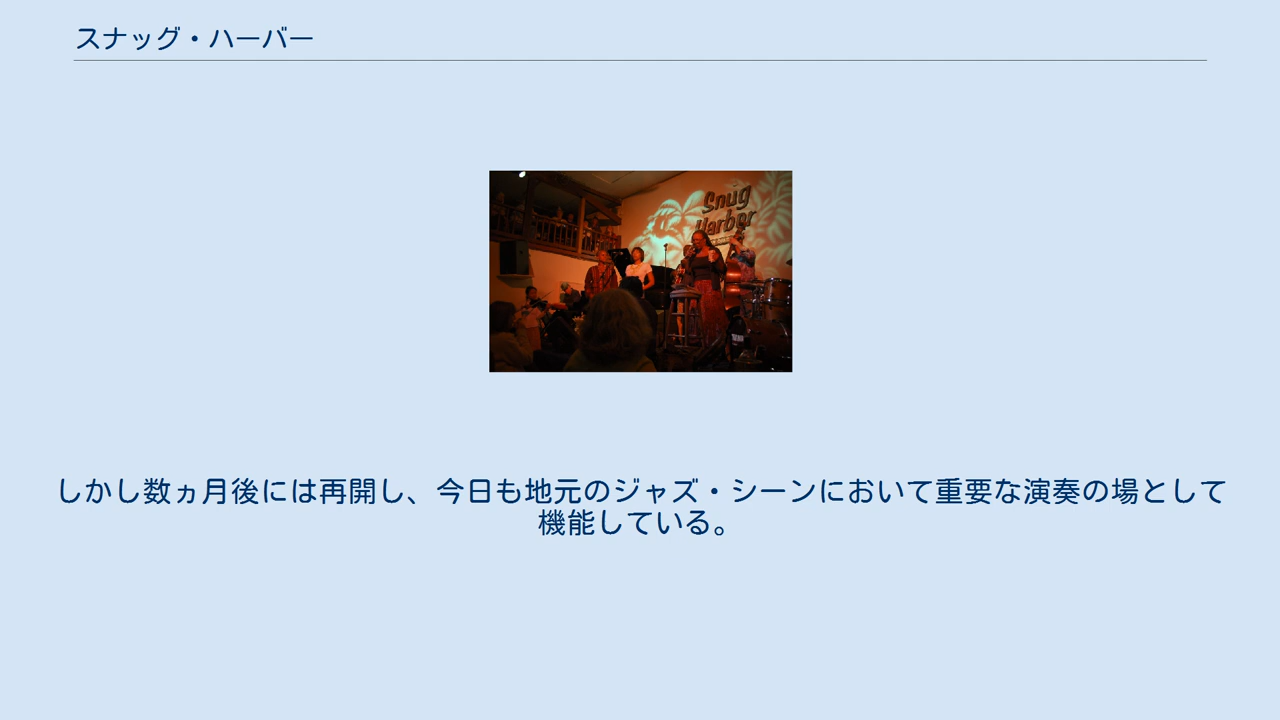 スナッグ・ハーバー
Snug
Harbor
しかし数ヵ月後には再開し、今日も地元のジャズ・シーンにおいて重要な演奏の場として
機能している。